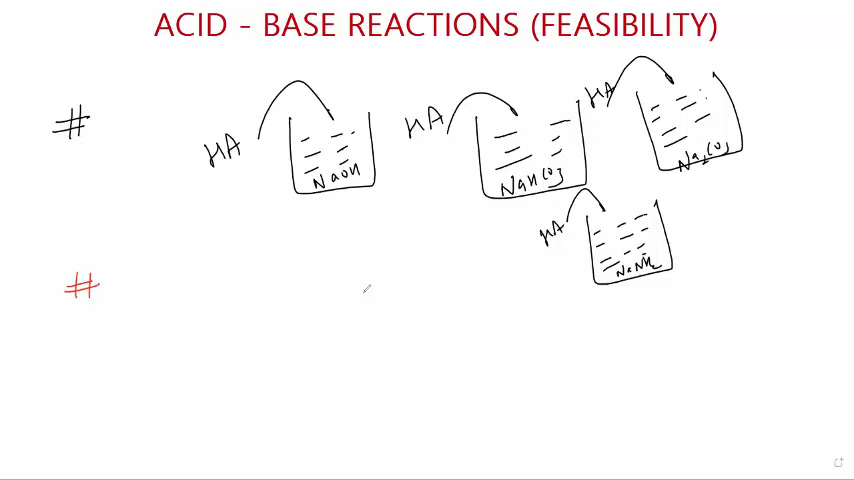 ACID - BASE REACTIONS (FEASIBILITY)
# HA NaOH HA NaHCO3 HA Na2CO3
HA NaNH2
#